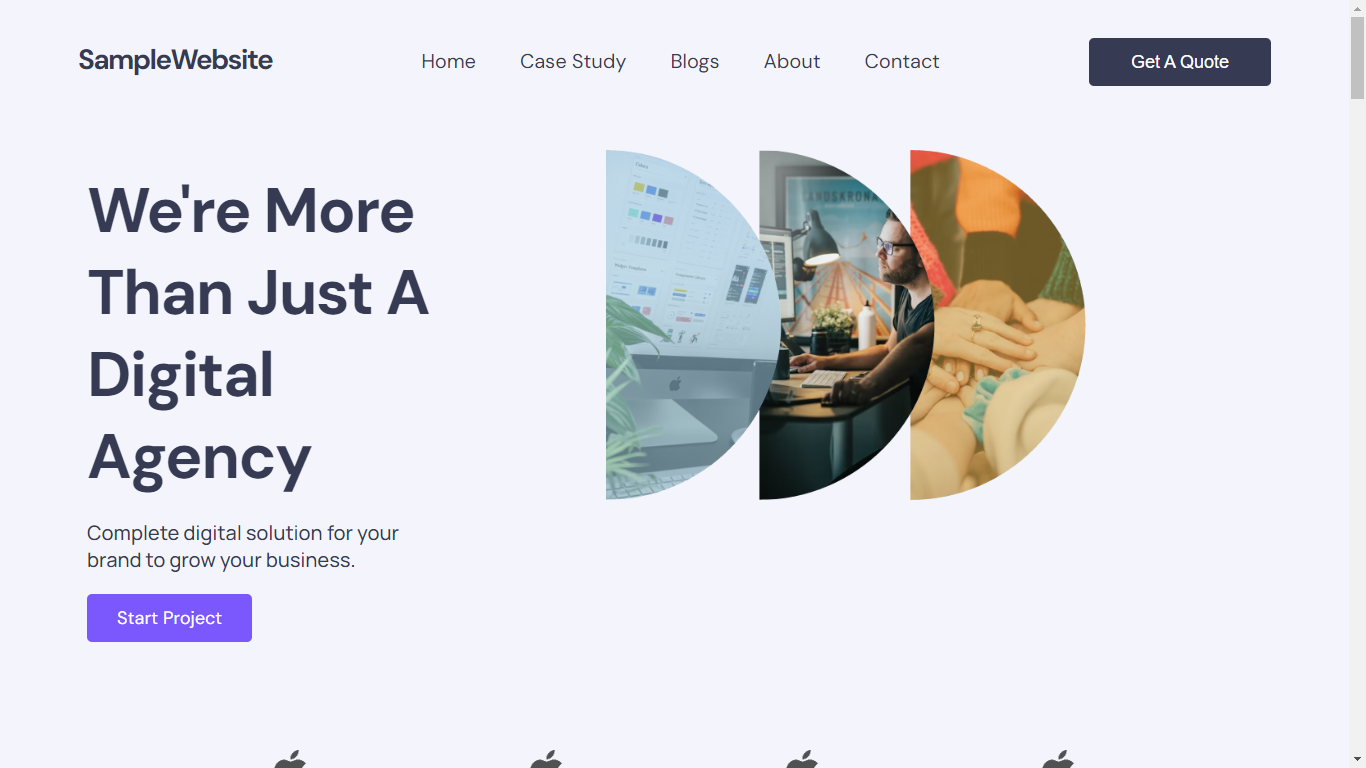 SampleWebsite
Home
Case Study
Blogs
About
Contact
Get A Quote
We're More
Than Just A
Digital
Agency
LANDSKRONA
Complete digital solution for your
brand to grow your business.
Start Project